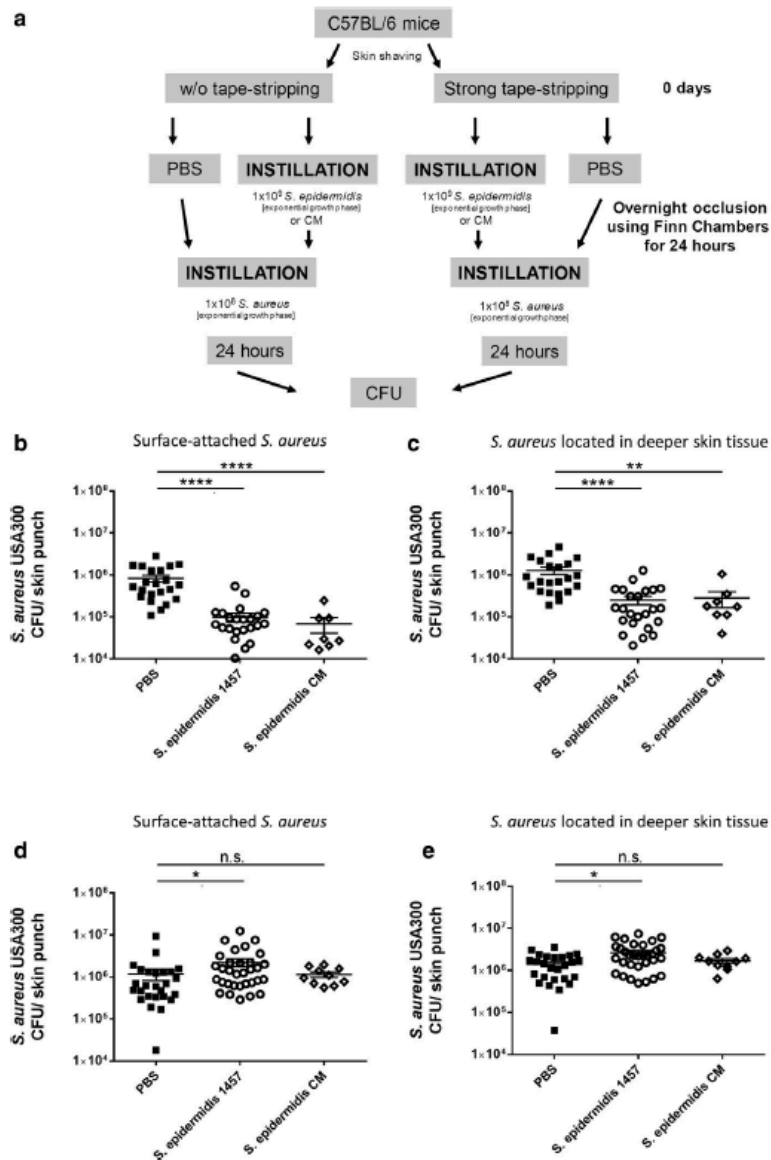 a
C57BL/6 mice
Skin shaving
w/o tape-stripping
Strong tape-stripping
0 days
PBS
INSTILLATION
INSTILLATION
PBS
1x10⁸ S. epidermidis
[exponential growth phase]
or CM
1x10⁸ S. epidermidis
[exponential growth phase]
or CM
Overnight occlusion
using Finn Chambers
for 24 hours
INSTILLATION
INSTILLATION
1x10⁸ S. aureus
[exponential growth phase]
1x10⁸ S. aureus
[exponential growth phase]
24 hours
24 hours
CFU
b
Surface-attached S. aureus
****
****
S. aureus USA300
CFU/ skin punch
1×10⁸
1×10⁷
1×10⁶
1×10⁵
1×10⁴
PBS
S. epidermidis 1457
S. epidermidis CM
c
S. aureus located in deeper skin tissue
**
****
S. aureus USA300
CFU/ skin punch
1×10⁸
1×10⁷
1×10⁶
1×10⁵
1×10⁴
PBS
S. epidermidis 1457
S. epidermidis CM
d
Surface-attached S. aureus
n.s.
*
S. aureus USA300
CFU/ skin punch
1×10⁸
1×10⁷
1×10⁶
1×10⁵
1×10⁴
PBS
S. epidermidis 1457
S. epidermidis CM
e
S. aureus located in deeper skin tissue
n.s.
*
S. aureus USA300
CFU/ skin punch
1×10⁸
1×10⁷
1×10⁶
1×10⁵
1×10⁴
PBS
S. epidermidis 1457
S. epidermidis CM